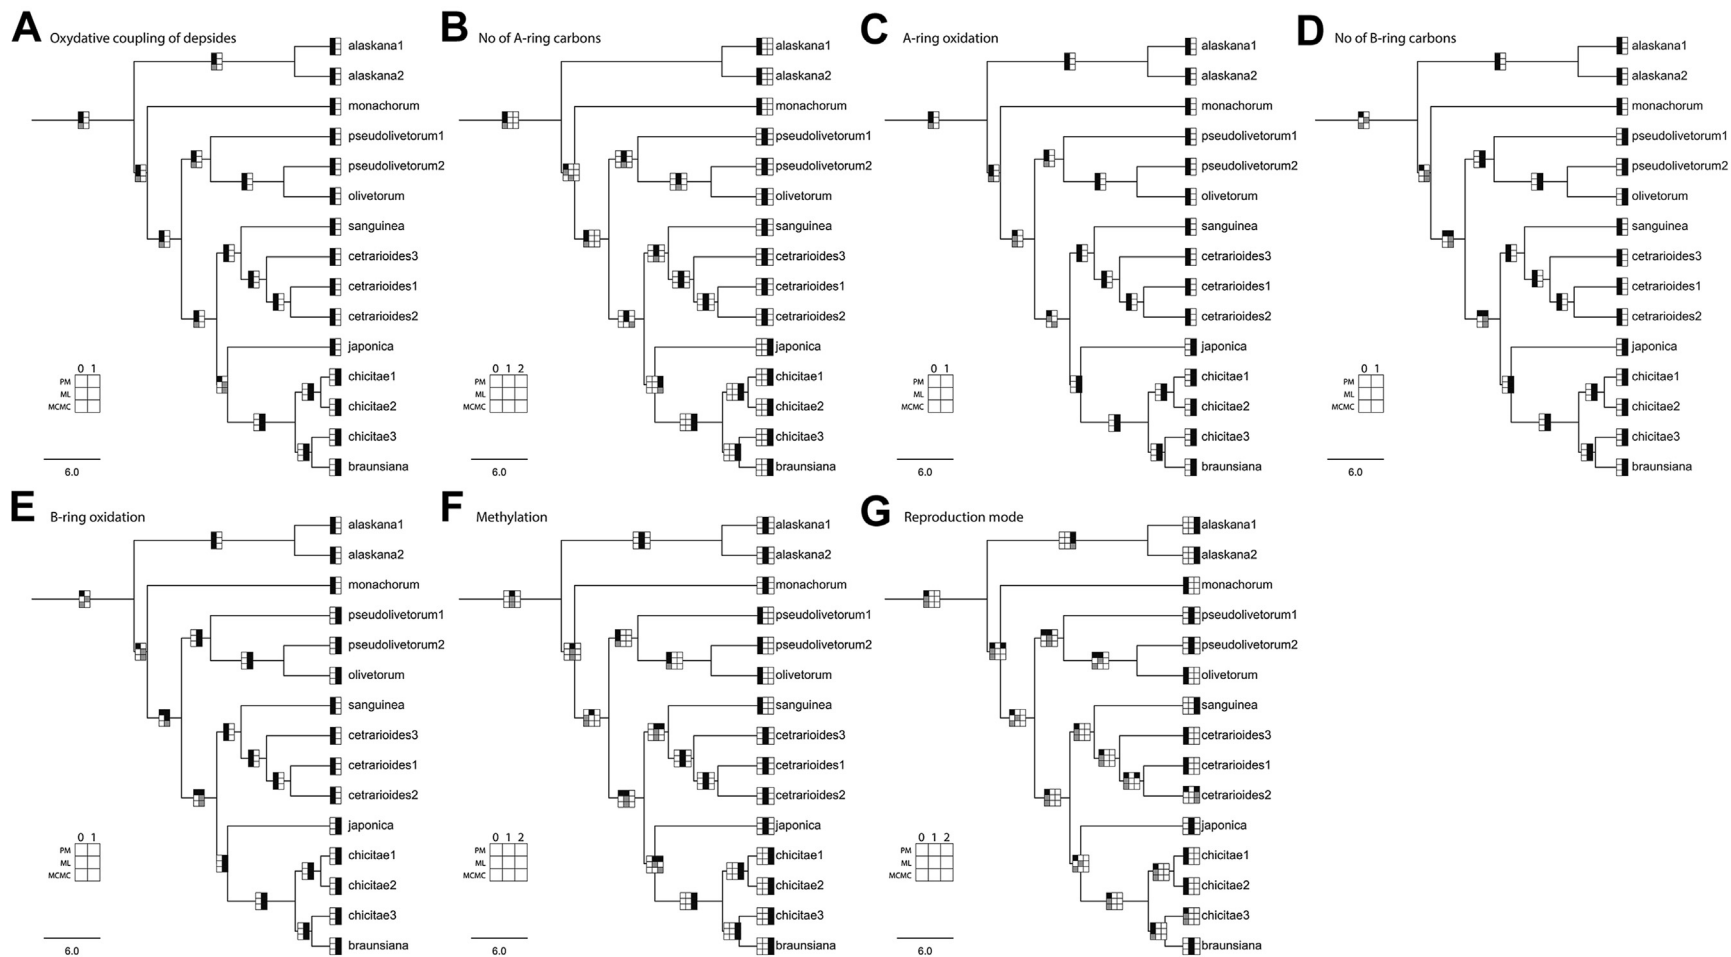 A Oxydative coupling of depsides
alaskana1
alaskana2
monachorum
pseudolivetorum1
pseudolivetorum2
olivetorum
sanguinea
cetrarioides3
cetrarioides1
cetrarioides2
japonica
chicitae1
chicitae2
chicitae3
braunsiana
0 1
PM
ML
MCMC
6.0
B No of A-ring carbons
alaskana1
alaskana2
monachorum
pseudolivetorum1
pseudolivetorum2
olivetorum
sanguinea
cetrarioides3
cetrarioides1
cetrarioides2
japonica
chicitae1
chicitae2
chicitae3
braunsiana
0 1 2
PM
ML
MCMC
6.0
C A-ring oxidation
alaskana1
alaskana2
monachorum
pseudolivetorum1
pseudolivetorum2
olivetorum
sanguinea
cetrarioides3
cetrarioides1
cetrarioides2
japonica
chicitae1
chicitae2
chicitae3
braunsiana
0 1
PM
ML
MCMC
6.0
D No of B-ring carbons
alaskana1
alaskana2
monachorum
pseudolivetorum1
pseudolivetorum2
olivetorum
sanguinea
cetrarioides3
cetrarioides1
cetrarioides2
japonica
chicitae1
chicitae2
chicitae3
braunsiana
0 1
PM
ML
MCMC
6.0
E B-ring oxidation
alaskana1
alaskana2
monachorum
pseudolivetorum1
pseudolivetorum2
olivetorum
sanguinea
cetrarioides3
cetrarioides1
cetrarioides2
japonica
chicitae1
chicitae2
chicitae3
braunsiana
0 1
PM
ML
MCMC
6.0
F Methylation
alaskana1
alaskana2
monachorum
pseudolivetorum1
pseudolivetorum2
olivetorum
sanguinea
cetrarioides3
cetrarioides1
cetrarioides2
japonica
chicitae1
chicitae2
chicitae3
braunsiana
0 1 2
PM
ML
MCMC
6.0
G Reproduction mode
alaskana1
alaskana2
monachorum
pseudolivetorum1
pseudolivetorum2
olivetorum
sanguinea
cetrarioides3
cetrarioides1
cetrarioides2
japonica
chicitae1
chicitae2
chicitae3
braunsiana
0 1 2
PM
ML
MCMC
6.0